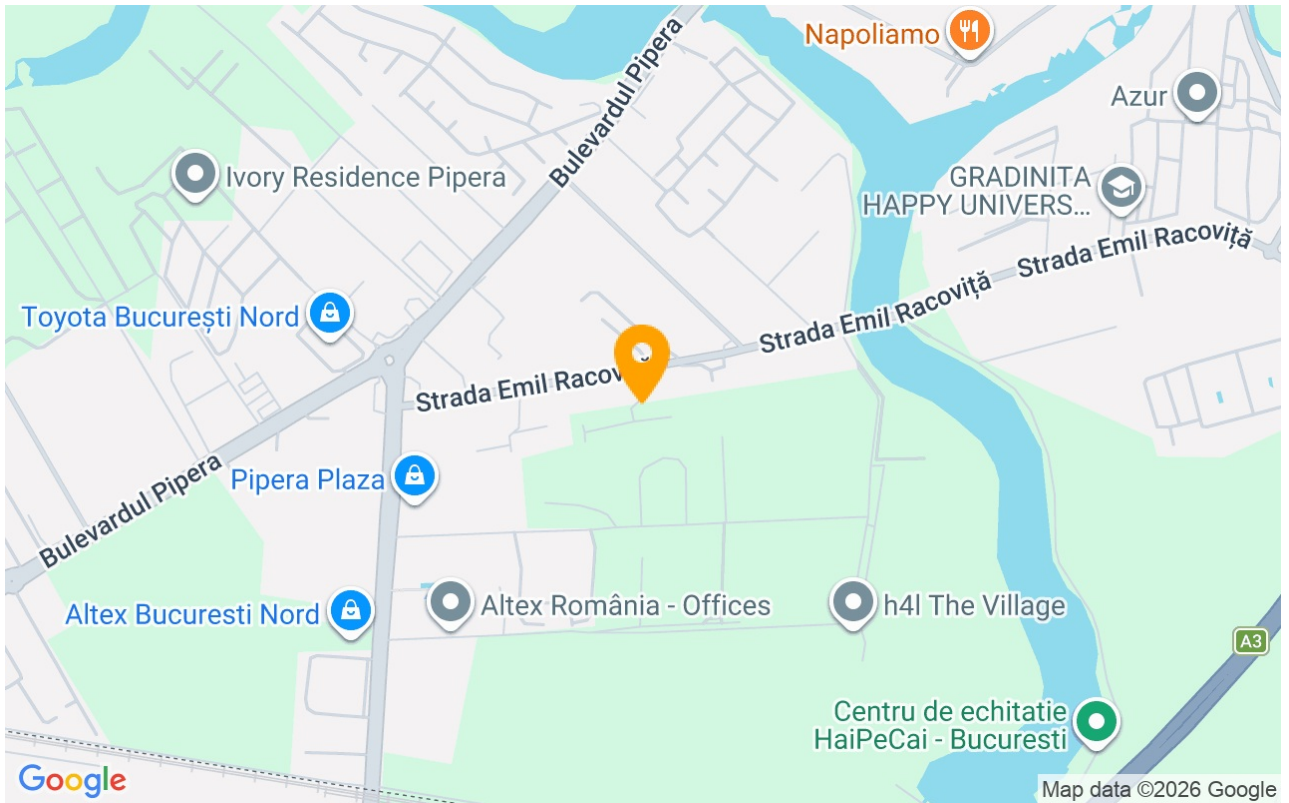 Napoliamo
Bulevardul Pipera
Azur
Ivory Residence Pipera
GRADINITA
HAPPY UNIVERS...
Strada Emil Racoviță
Strada Emil Racoviță
Toyota București Nord
Strada Emil Racov
Pipera Plaza
Bulevardul Pipera
Altex Bucuresti Nord
Altex România - Offices
h4l The Village
A3
Centru de echitatie
HaiPeCai - Bucuresti
Google
Map data ©2026 Google